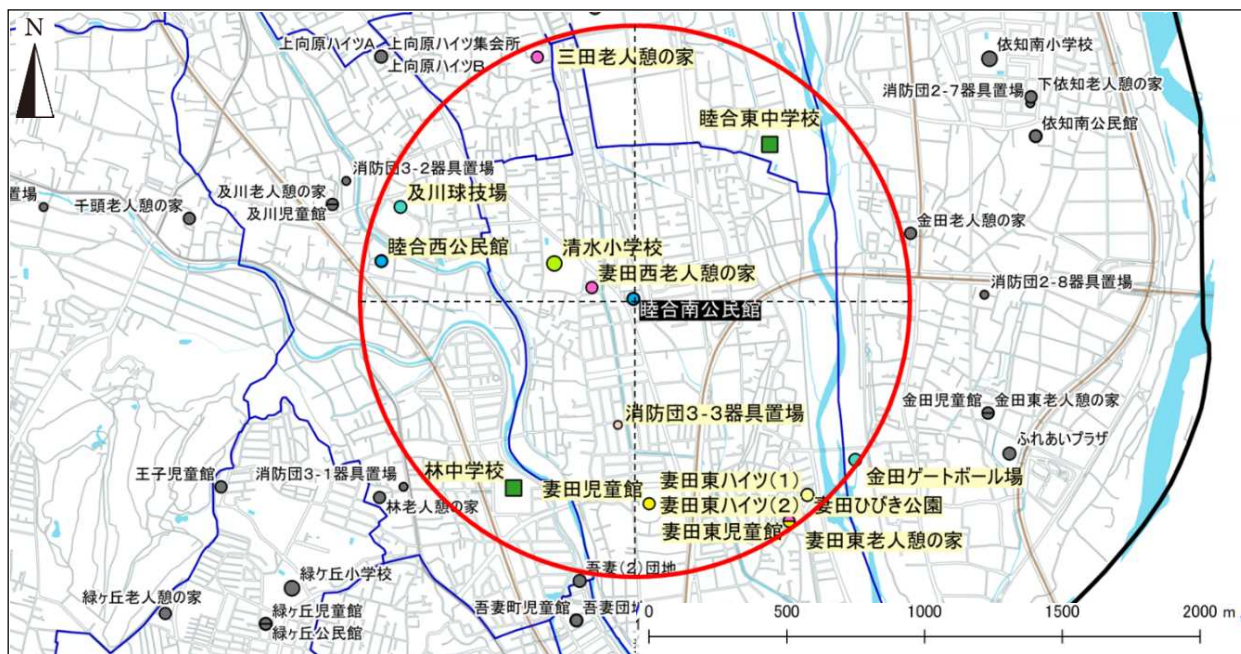 N
上向原ハイツA
上向原ハイツ集会所
上向原ハイツB
三田老人憩の家
依知南小学校
下依知老人憩の家
消防団2-7器具置場
依知南公民館
睦合東中学校
消防団3-2器具置場
及川老人憩の家
及川児童館
及川球技場
置場
千頭老人憩の家
金田老人憩の家
睦合西公民館
清水小学校
妻田西老人憩の家
消防団2-8器具置場
睦合南公民館
消防団3-3器具置場
金田児童館
金田東老人憩の家
ふれあいプラザ
王子児童館
消防団3-1器具置場
林中学校
林老人憩の家
妻田児童館
妻田東ハイツ(1)
金田ゲートボール場
妻田東ハイツ(2)
妻田ひびき公園
妻田東児童館
妻田東老人憩の家
吾妻(2)団地
緑ケ丘小学校
緑ケ丘老人憩の家
緑ヶ丘児童館
緑ヶ丘公民館
吾妻町児童館
吾妻団地
0 500 1000 1500 2000 m